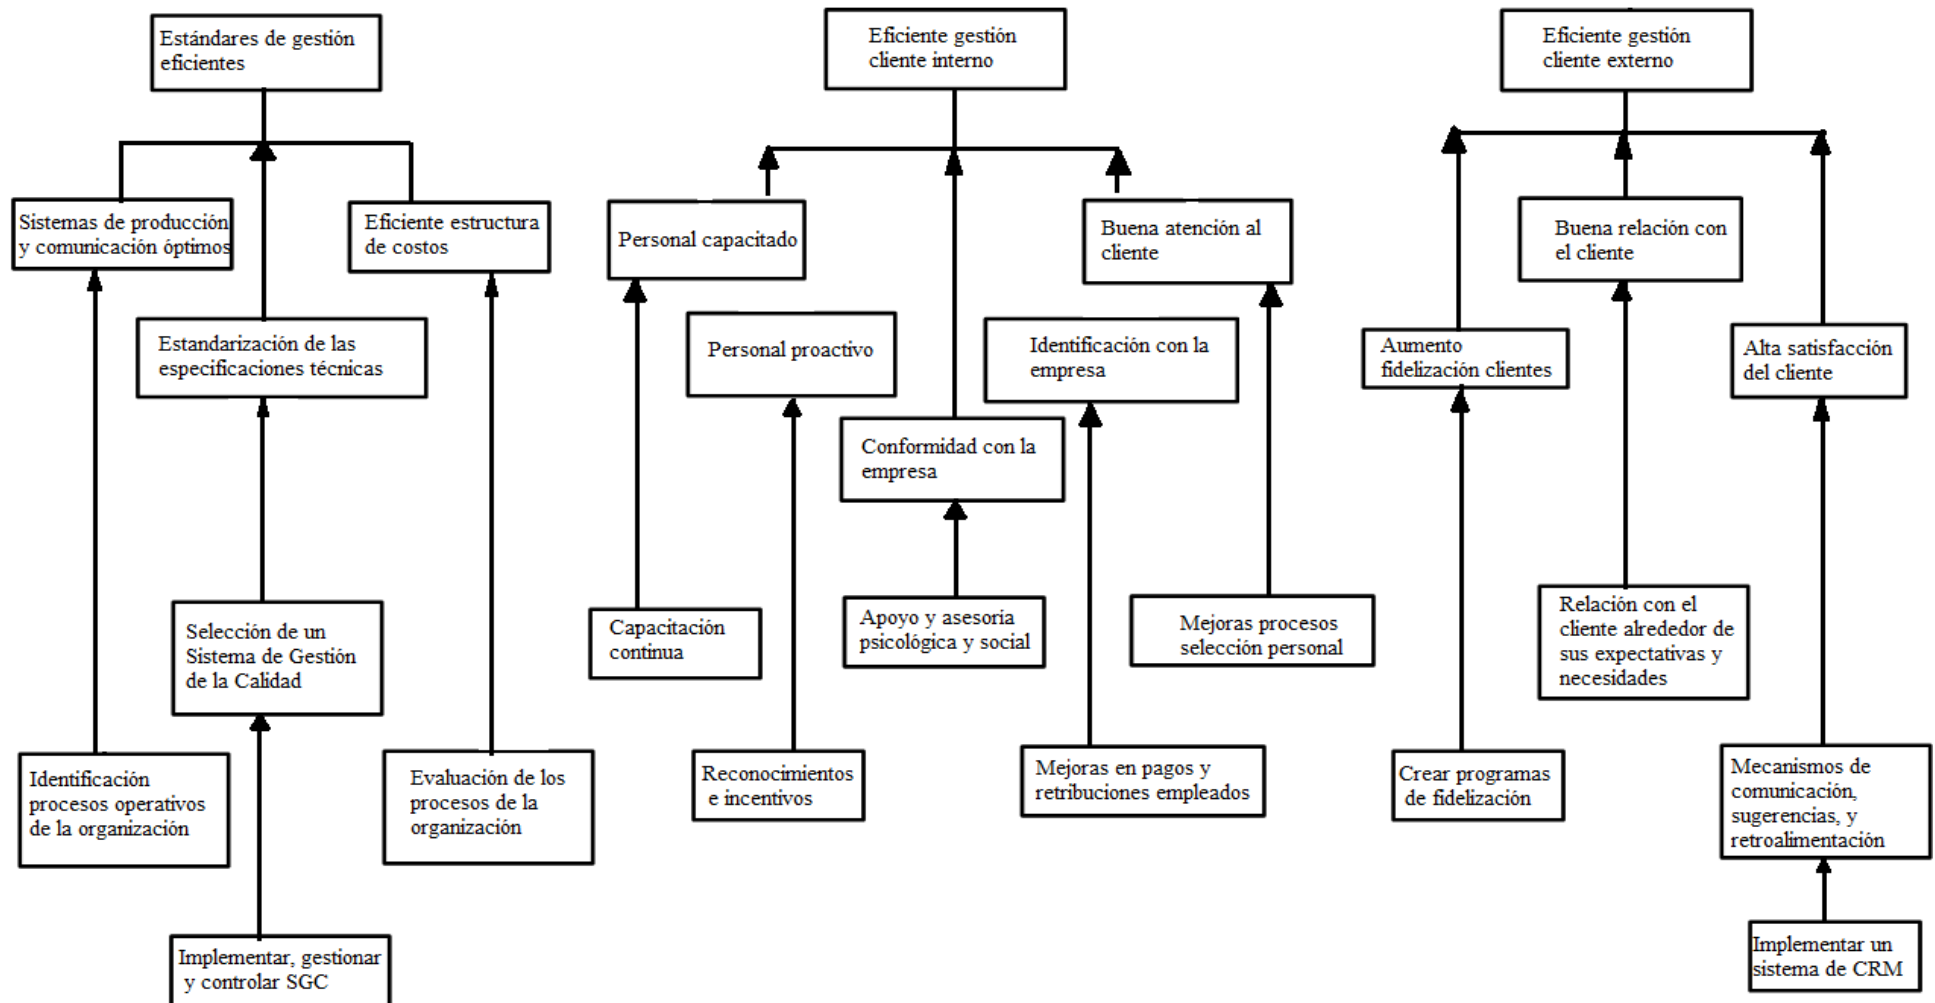 Estándares de gestión
eficientes
Eficiente gestión
cliente interno
Eficiente gestión
cliente externo
Sistemas de producción
y comunicación óptimos
Eficiente estructura
de costos
Personal capacitado
Buena atención al
cliente
Buena relación con
el cliente
Estandarización de las
especificaciones técnicas
Personal proactivo
Identificación con la
empresa
Aumento
fidelización clientes
Alta satisfacción
del cliente
Conformidad con la
empresa
Selección de un
Sistema de Gestión
de la Calidad
Capacitación
continua
Apoyo y asesoría
psicológica y social
Mejoras procesos
selección personal
Relación con el
cliente alrededor de
sus expectativas y
necesidades
Identificación
procesos operativos
de la organización
Evaluación de los
procesos de la
organización
Reconocimientos
e incentivos
Mejoras en pagos y
retribuciones empleados
Crear programas
de fidelización
Mecanismos de
comunicación,
sugerencias, y
retroalimentación
Implementar, gestionar
y controlar SGC
Implementar un
sistema de CRM